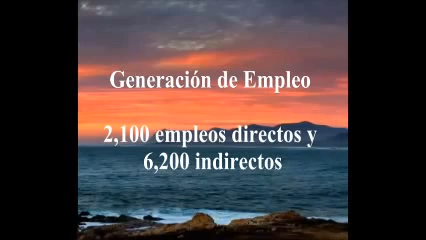 Generación de Empleo
2,100 empleos directos y
6,200 indirectos